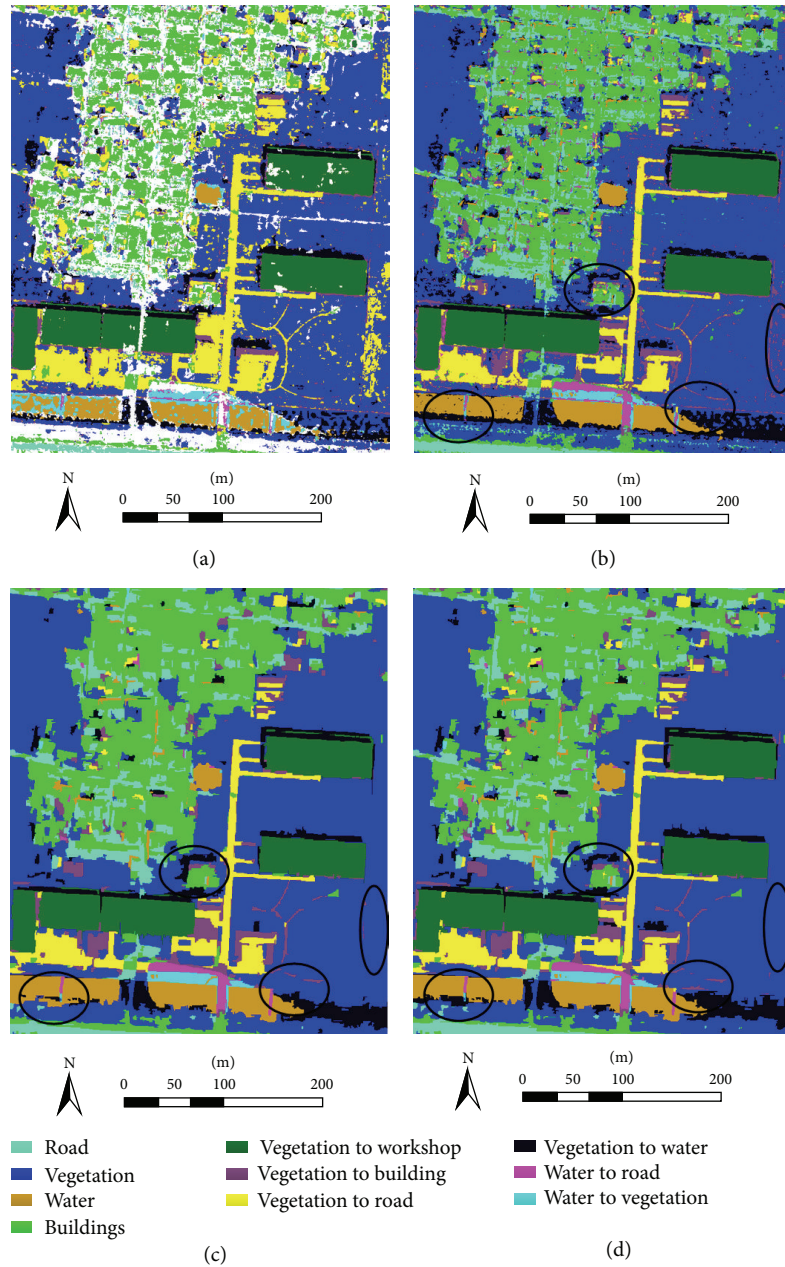 N
(m)
0 50 100 200
(a)
N
(m)
0 50 100 200
(b)
N
(m)
0 50 100 200
N
(m)
0 50 100 200
Road
Vegetation
Water
Buildings
Vegetation to workshop
Vegetation to building
Vegetation to road
Vegetation to water
Water to road
Water to vegetation
(c)
(d)